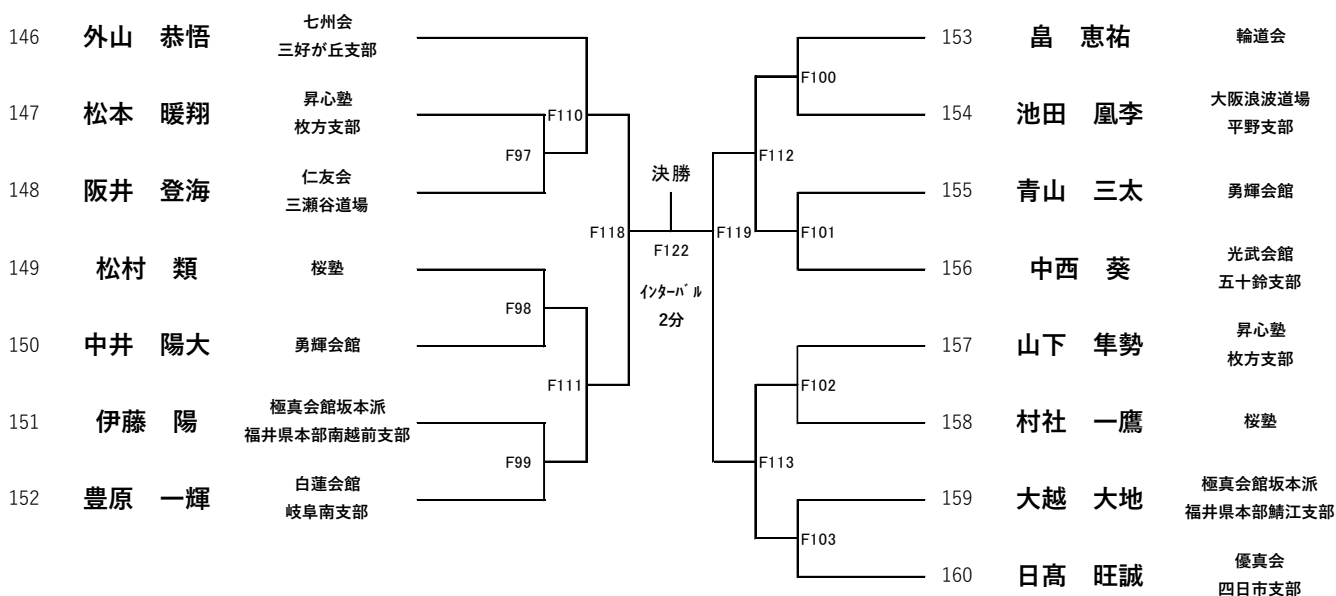 146 外山 恭悟 七州会
三好が丘支部
147 松本 暖翔 昇心塾
枚方支部
148 阪井 登海 仁友会
三瀬谷道場
149 松村 類 桜塾
150 中井 陽大 勇輝会館
151 伊藤 陽 極真会館坂本派
福井県本部南越前支部
152 豊原 一輝 白蓮会館
岐阜南支部
F110
F97
F118
F98
F111
F99
決勝
F122
インターバル
2分
F100
F112
F119
F101
F102
F113
F103
153 畠 恵祐 輪道会
154 池田 凰李 大阪浪波道場
平野支部
155 青山 三太 勇輝会館
156 中西 葵 光武会館
五十鈴支部
157 山下 隼勢 昇心塾
枚方支部
158 村社 一鷹 桜塾
159 大越 大地 極真会館坂本派
福井県本部鯖江支部
160 日髙 旺誠 優真会
四日市支部